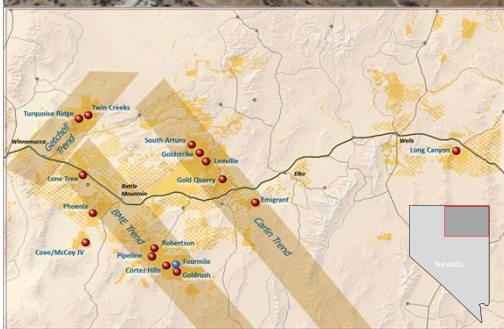 Turquoise Ridge
Twin Creeks
Getchell Trend
Winnemucca
South Arturo
Goldstrike
Leeville
Wells
Long Canyon
Lone Tree
Gold Quarry
Elko
Battle
Mountain
Emigrant
Phoenix
BME Trend
Carlin Trend
Cove/McCoy JV
Robertson
Pipeline
Fourmile
Cortez Hills
Goldrush
Nevada